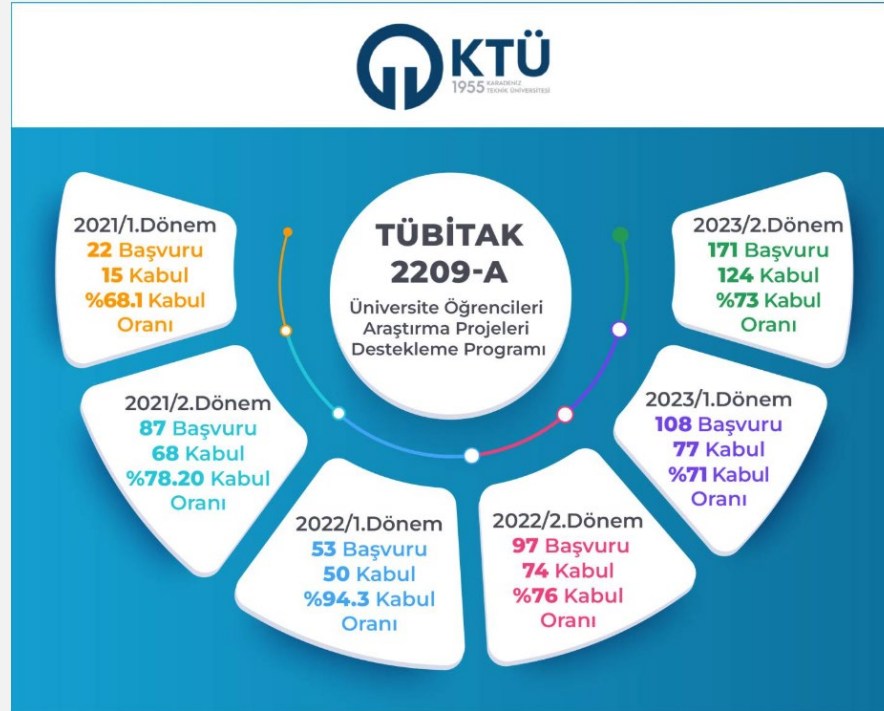 KTÜ
1955 KARADENİZ
TEKNİK ÜNİVERSİTESİ
TÜBİTAK
2209-A
Üniversite Öğrencileri
Araştırma Projeleri
Destekleme Programı
2021/1.Dönem
22 Başvuru
15 Kabul
%68.1 Kabul
Oranı
2021/2.Dönem
87 Başvuru
68 Kabul
%78.20 Kabul
Oranı
2022/1.Dönem
53 Başvuru
50 Kabul
%94.3 Kabul
Oranı
2022/2.Dönem
97 Başvuru
74 Kabul
%76 Kabul
Oranı
2023/1.Dönem
108 Başvuru
77 Kabul
%71 Kabul
Oranı
2023/2.Dönem
171 Başvuru
124 Kabul
%73 Kabul
Oranı